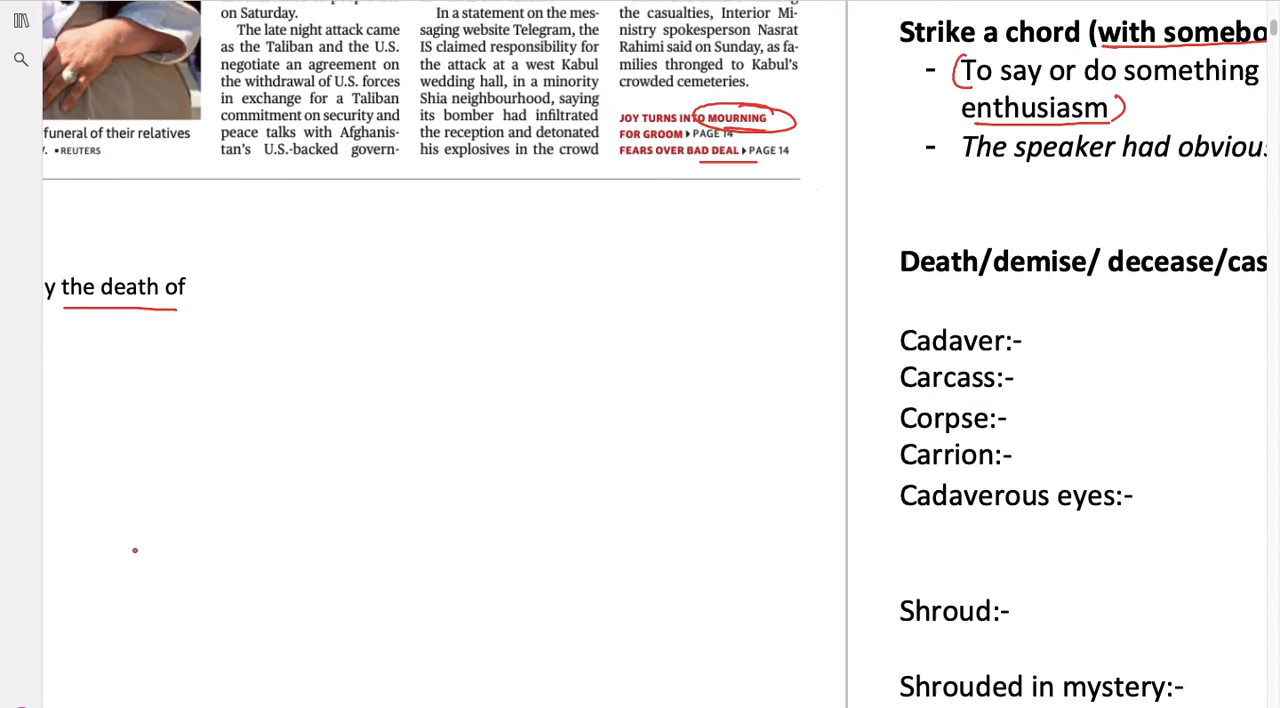 on Saturday.
The late night attack came
as the Taliban and the U.S.
negotiate an agreement on
the withdrawal of U.S. forces
in exchange for a Taliban
commitment on security and
peace talks with Afghanis-
tan's U.S.-backed govern-
funeral of their relatives
. ▪ REUTERS
In a statement on the mes-
saging website Telegram, the
IS claimed responsibility for
the attack at a west Kabul
wedding hall, in a minority
Shia neighbourhood, saying
its bomber had infiltrated
the reception and detonated
his explosives in the crowd
the casualties, Interior Mi-
nistry spokesperson Nasrat
Rahimi said on Sunday, as fa-
milies thronged to Kabul's
crowded cemeteries.
JOY TURNS INTO MOURNING
FOR GROOM ▸ PAGE 14
FEARS OVER BAD DEAL ▸ PAGE 14
y the death of
Strike a chord (with somebo
- To say or do something
enthusiasm
- The speaker had obvious
Death/demise/ decease/cas
Cadaver:-
Carcass:-
Corpse:-
Carrion:-
Cadaverous eyes:-
Shroud:-
Shrouded in mystery:-